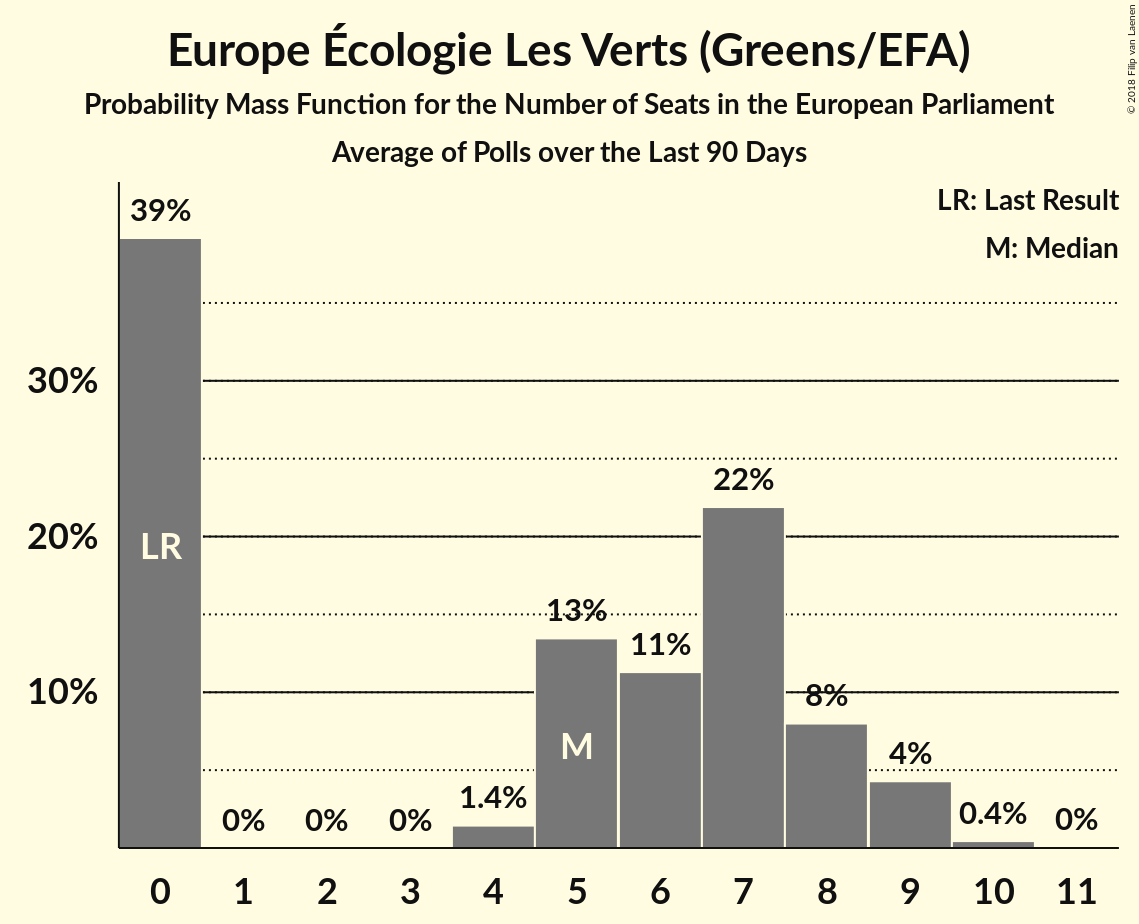 Europe Écologie Les Verts (Greens/EFA)
Probability Mass Function for the Number of Seats in the European Parliament
Average of Polls over the Last 90 Days
© 2018 Filip van Laenen
LR: Last Result
M: Median
39%
30%
22%
20%
LR
13%
11%
10%
8%
M
4%
1.4%
0%
0%
0%
0.4%
0%
0 1 2 3 4 5 6 7 8 9 10 11